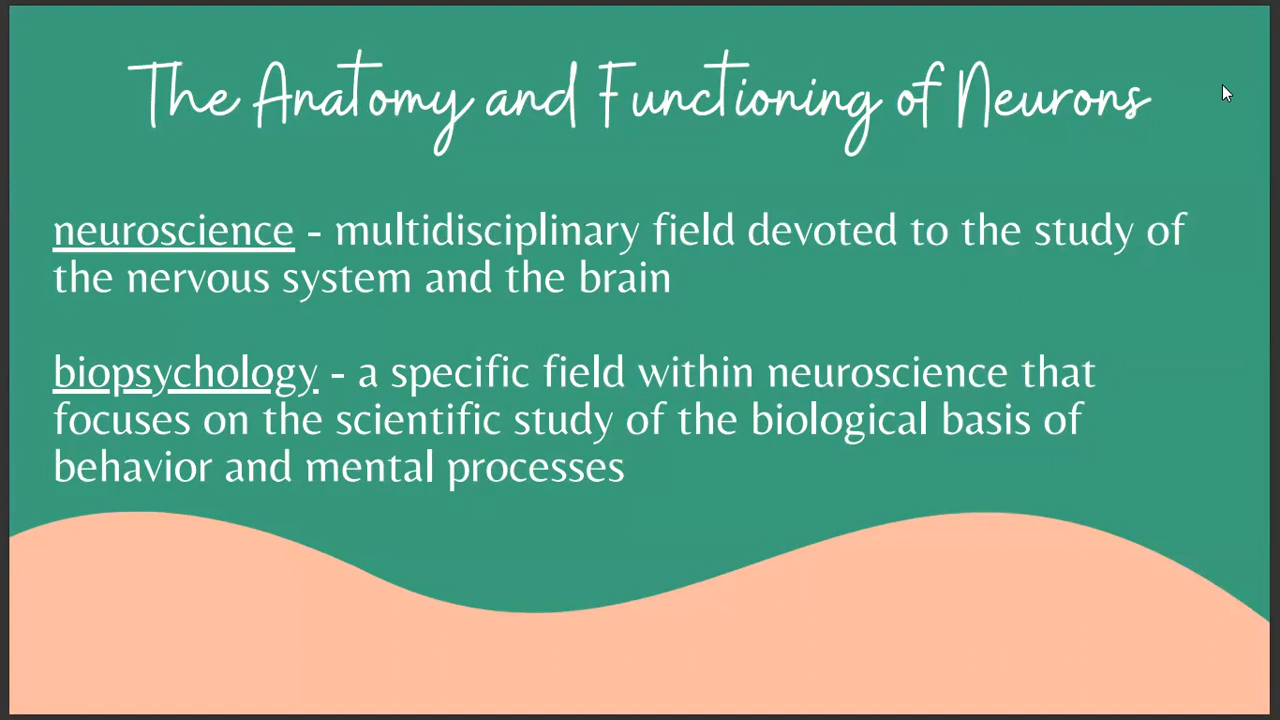 The Anatomy and Functioning of Neurons
neuroscience - multidisciplinary field devoted to the study of
the nervous system and the brain
biopsychology - a specific field within neuroscience that
focuses on the scientific study of the biological basis of
behavior and mental processes